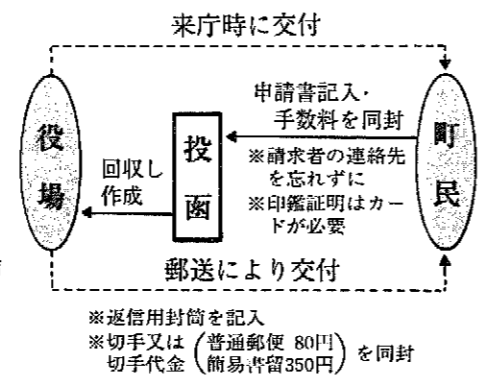 来庁時に交付
役場
投函
町民
申請書記入・
手数料を同封
※請求者の連絡先
を忘れずに
※印鑑証明はカー
ドが必要
回収し
作成
郵送により交付
※返信用封筒を記入
※切手又は（普通郵便 80円
切手代金（簡易書留350円）を同封